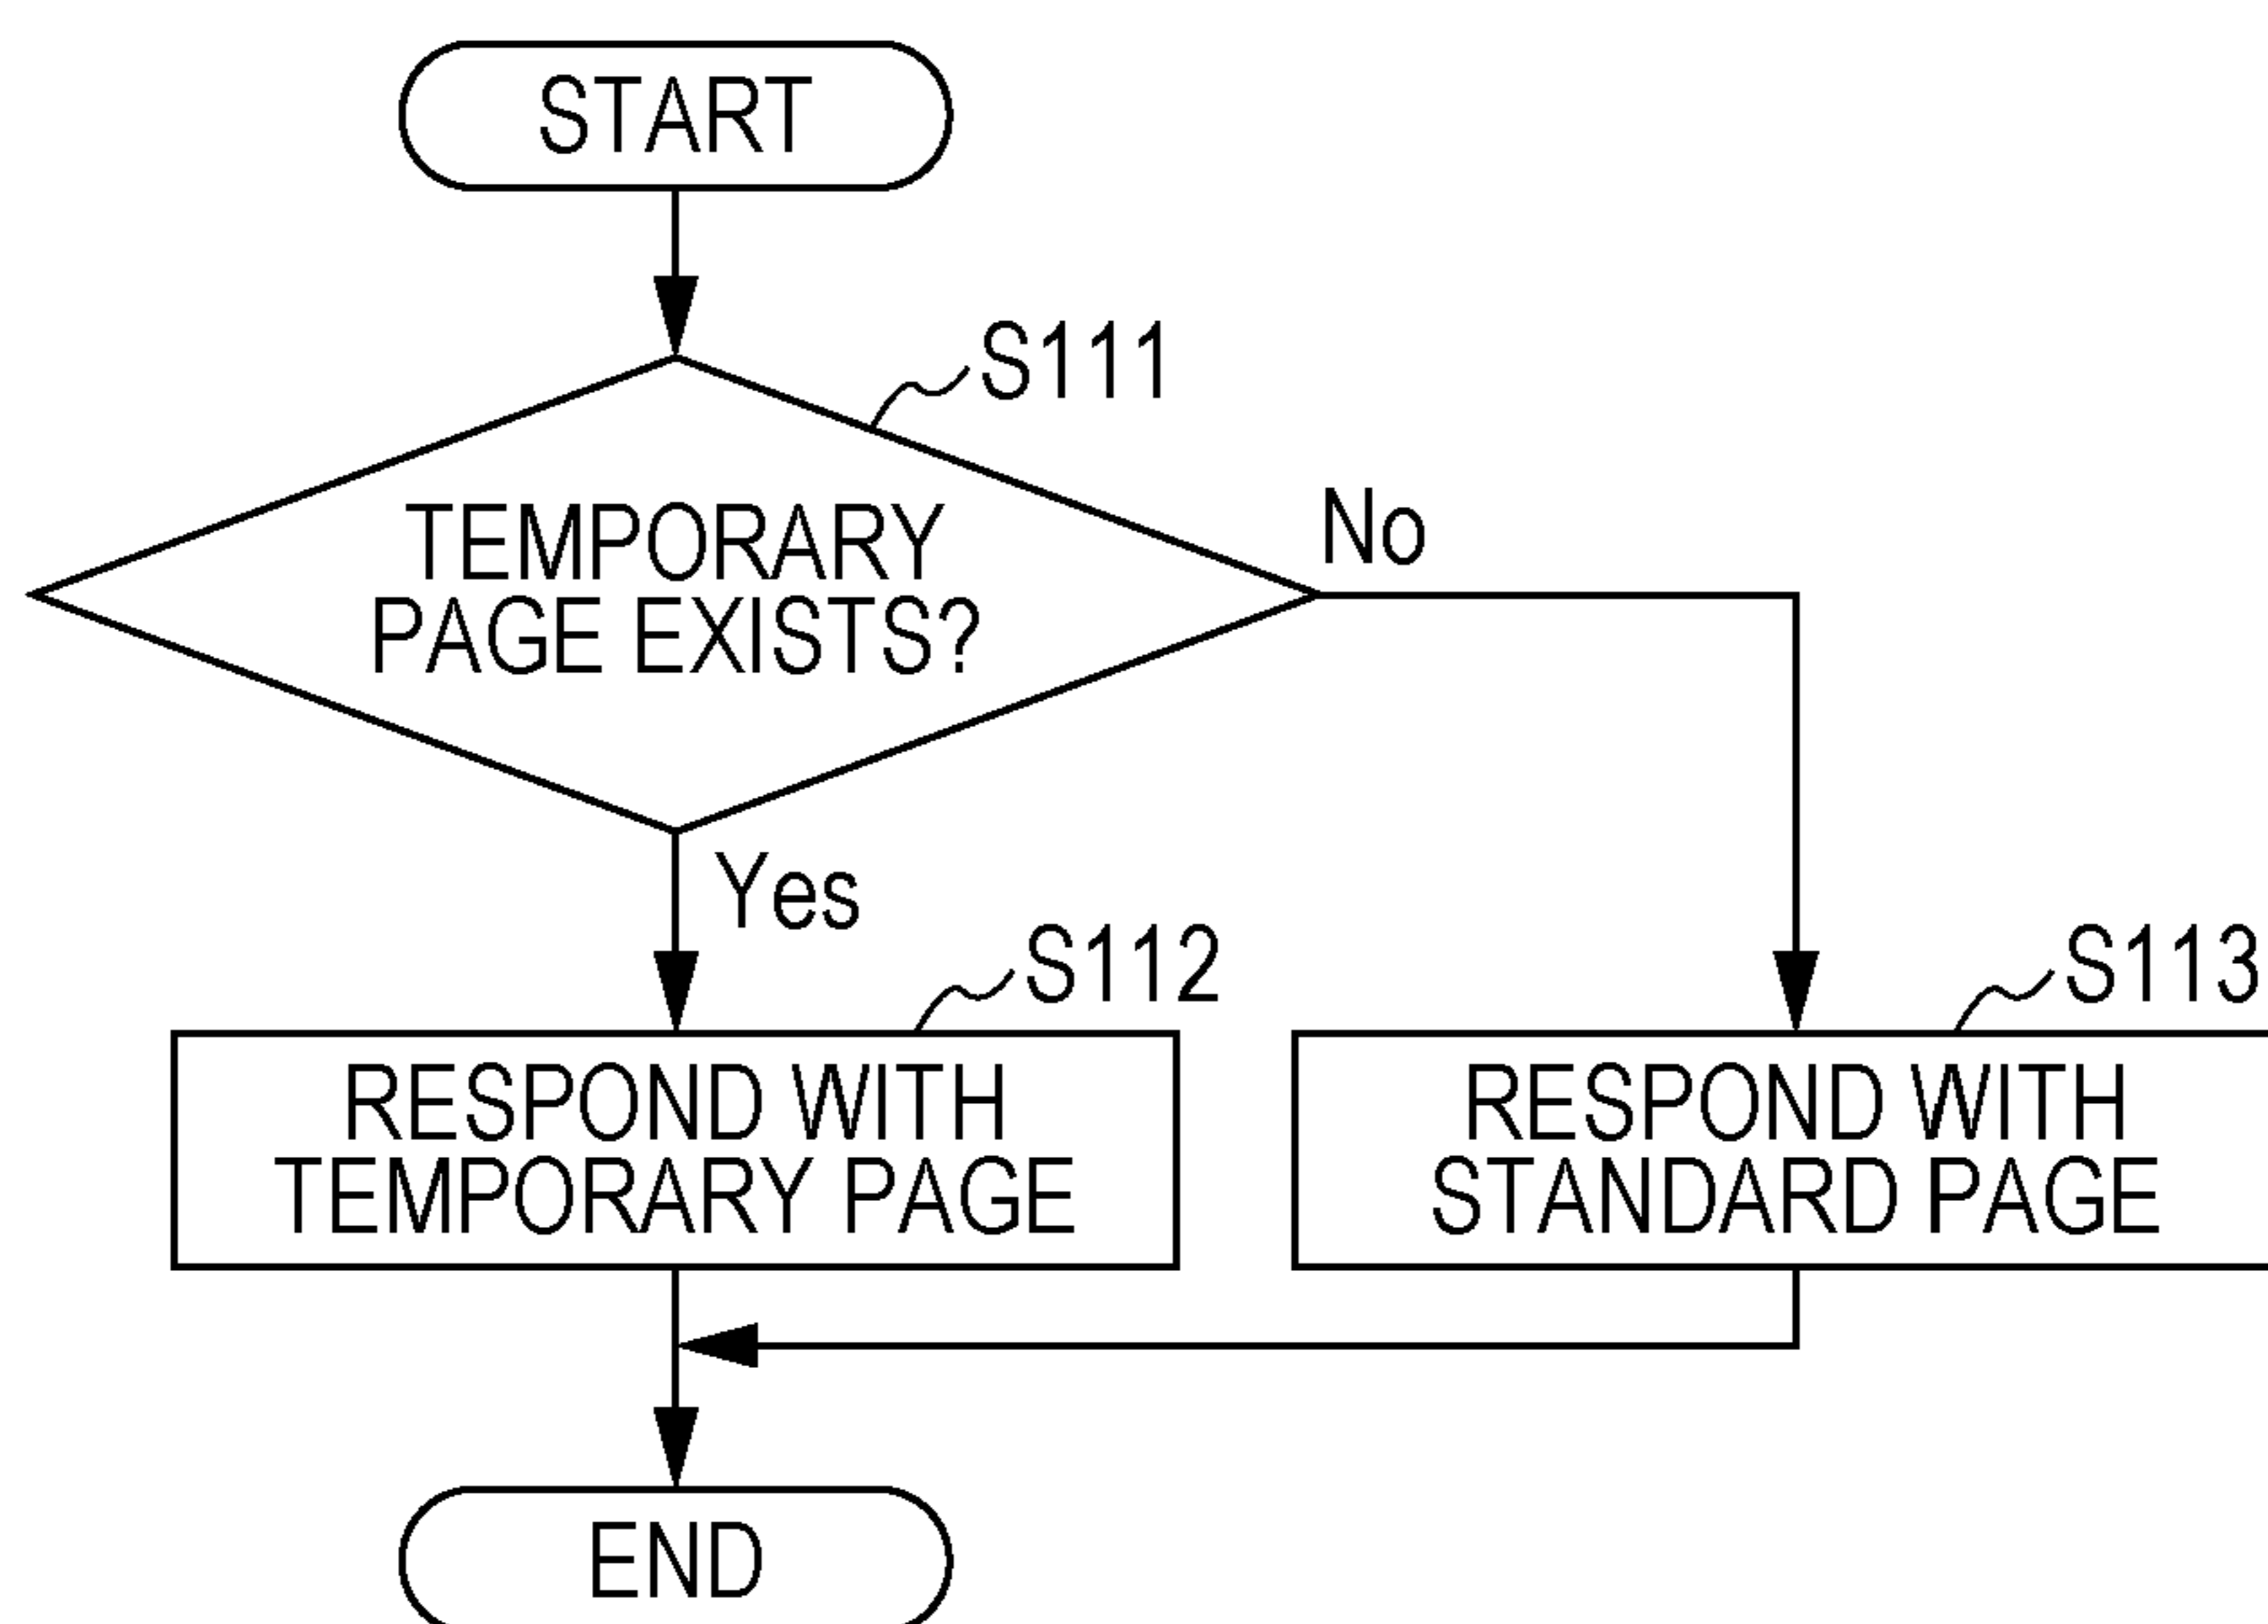 START
S111
TEMPORARY
PAGE EXISTS?
No
Yes
S112
RESPOND WITH
TEMPORARY PAGE
S113
RESPOND WITH
STANDARD PAGE
END